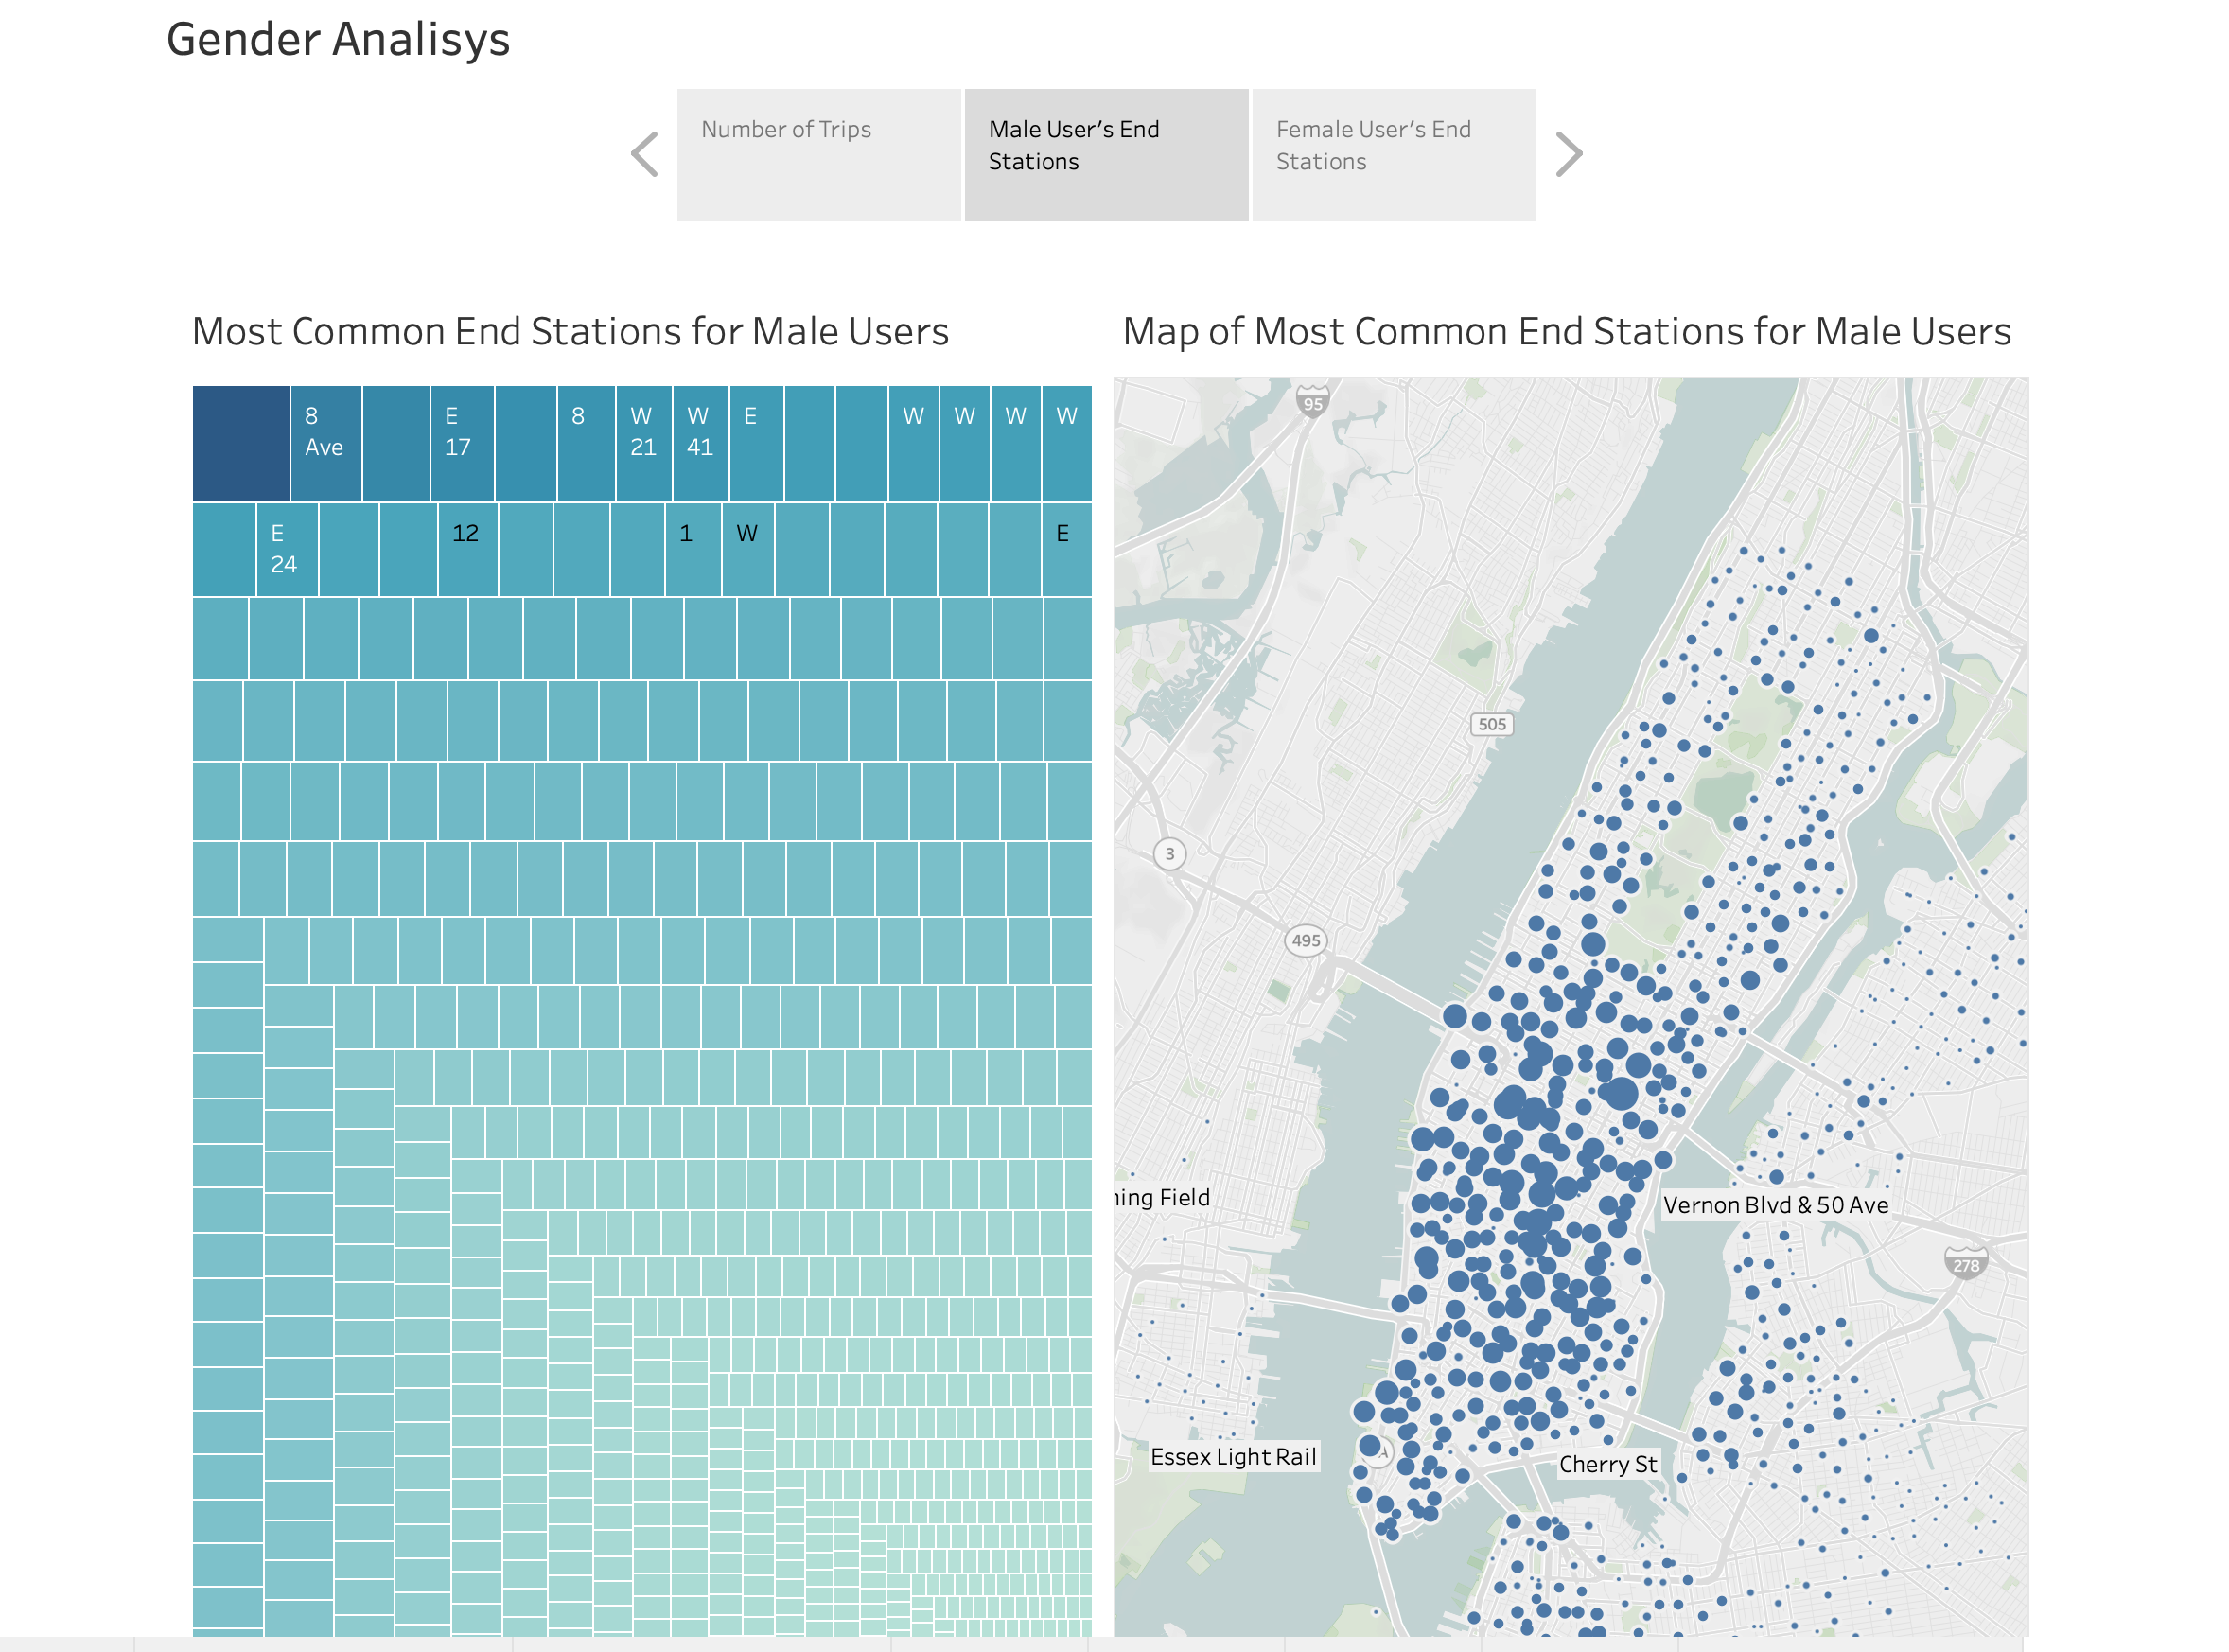 Gender Analisys
Number of Trips
Male User's End
Stations
Female User's End
Stations
Most Common End Stations for Male Users
Map of Most Common End Stations for Male Users
8
Ave
E
17
8
W
21
W
41
E
W
W
W
W
E
24
12
1
W
E
95
505
3
495
ning Field
Vernon Blvd & 50 Ave
278
Essex Light Rail
Cherry St